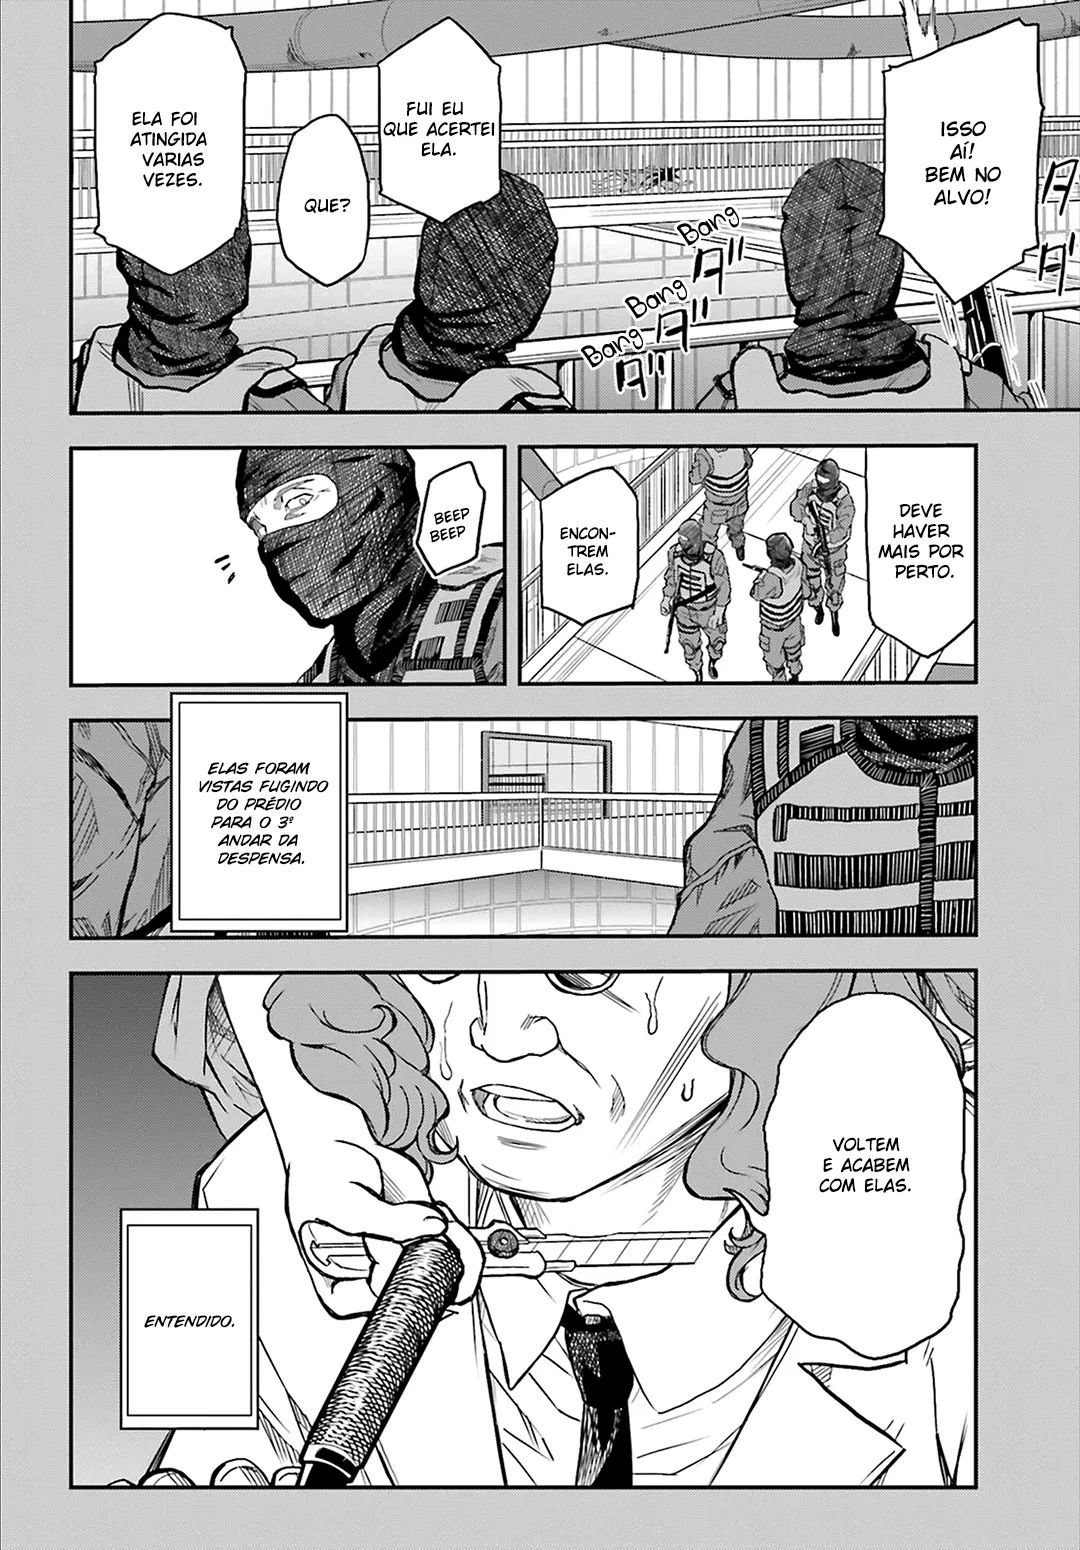 ISSO
AÍ!
BEM NO
ALVO!
ダ
ダ
Bang
ダ
Bang
ダ
Bang
ダ
FUI EU
QUE ACERTEI
ELA.
QUE?
ELA FOI
ATINGIDA
VARIAS
VEZES.
DEVE
HAVER
MAIS POR
PERTO.
ENCON-
TREM
ELAS.
BEEP
BEEP
ELAS FORAM
VISTAS FUGINDO
DO PRÉDIO
PARA O 3º
ANDAR DA
DESPENSA.
VOLTEM
E ACABEM
COM ELAS.
ENTENDIDO.